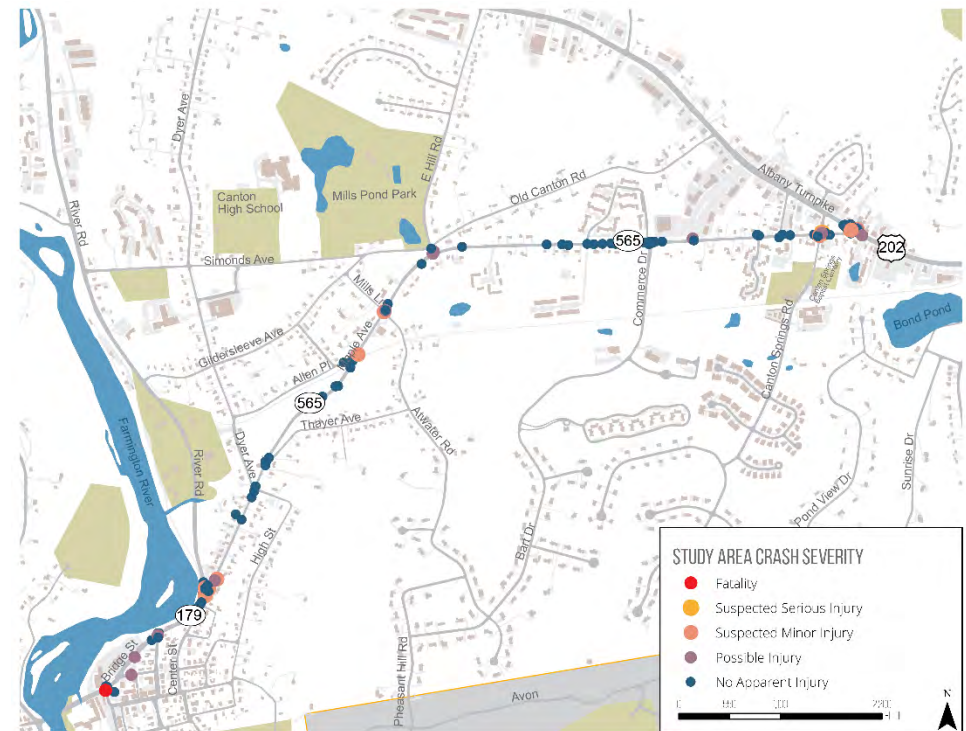 Dyer Ave
E Hill Rd
Albany Turnpike
Old Canton Rd
Canton
High School
Mills Pond Park
River Rd
565
202
Simonds Ave
Mills Ln
Commerce Dr
Canton Springs Rd
Bond Pond
Gildersleeve Ave
Allen Pl
565
Thayer Ave
Atwater Rd
Farmington River
River Rd
Dyer Ave
High St
Bart Dr
Pond View Dr
Sunrise Dr
179
Bridge St
Center St
Pheasant Hill Rd
Avon
STUDY AREA CRASH SEVERITY
Fatality
Suspected Serious Injury
Suspected Minor Injury
Possible Injury
No Apparent Injury
N
0